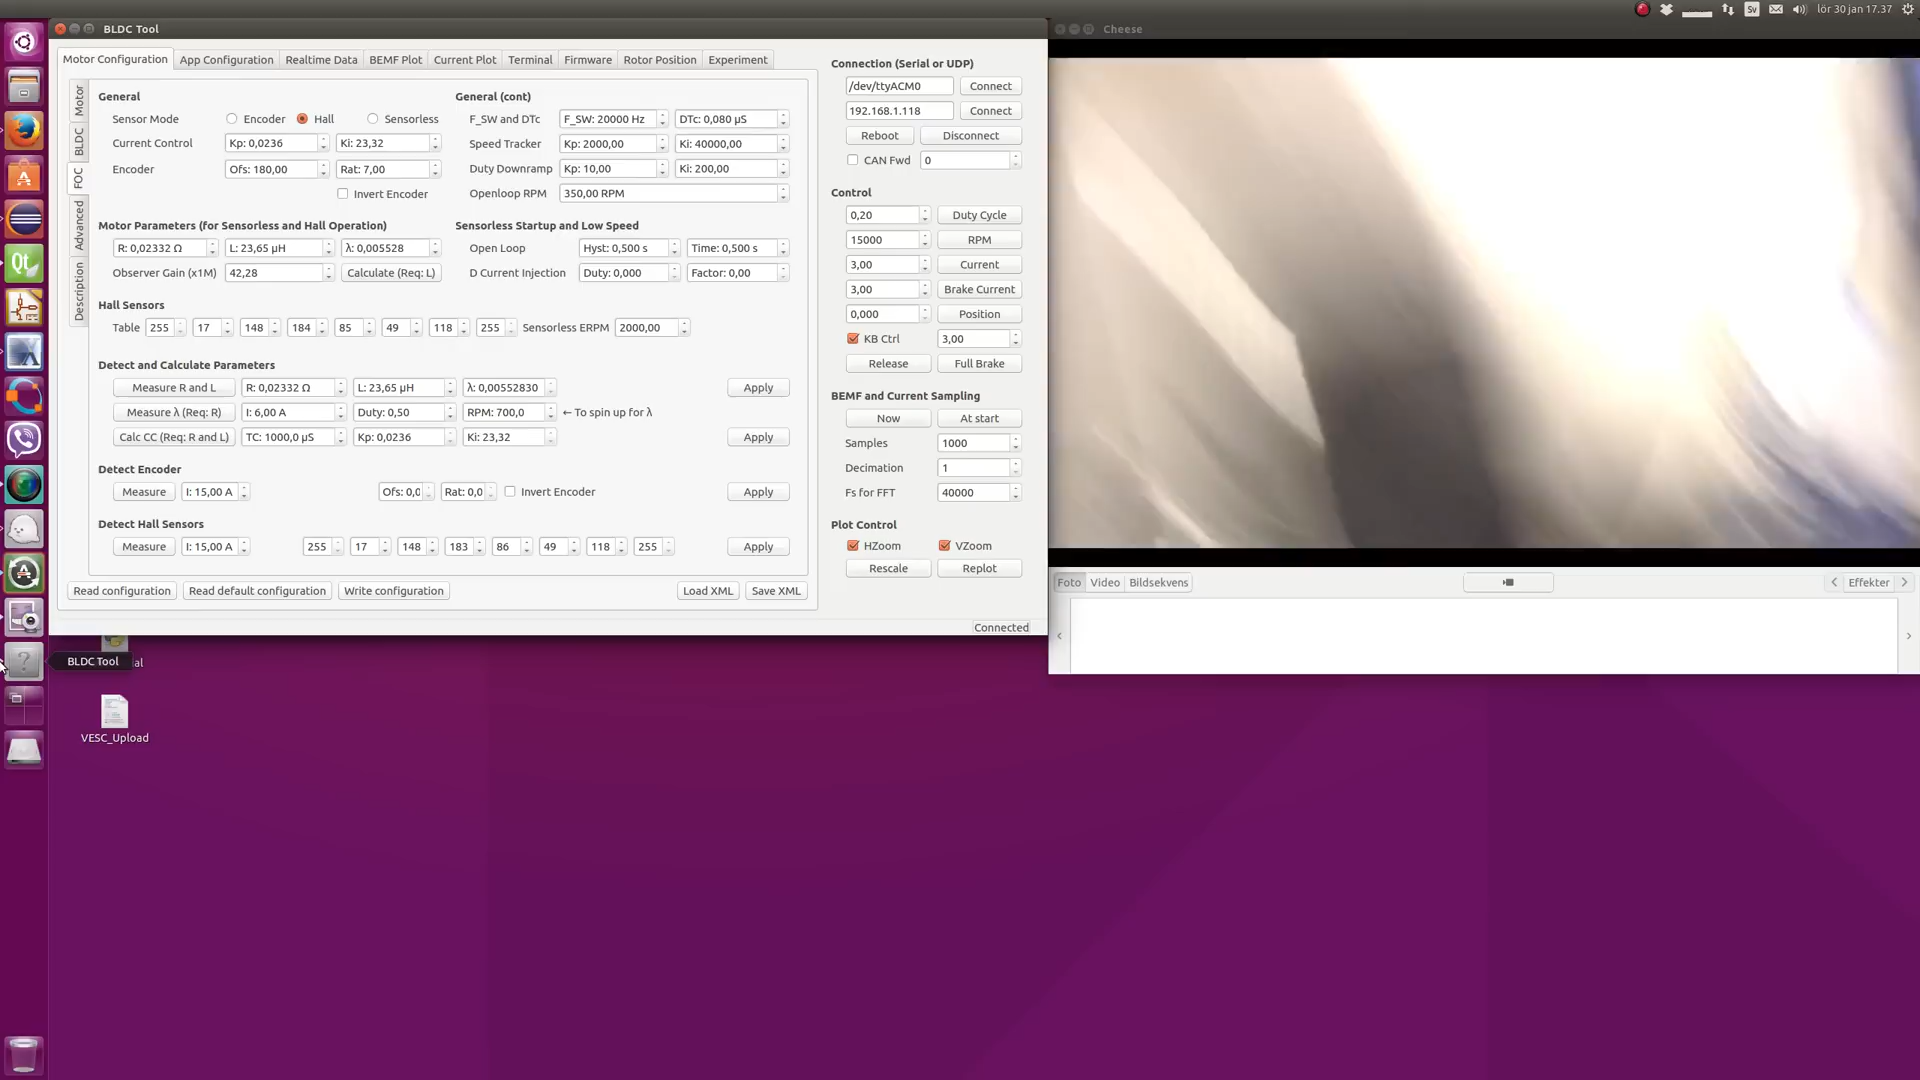 Sv lör 30 jan 17.37
BLDC Tool
Cheese
Motor Configuration App Configuration Realtime Data BEMF Plot Current Plot Terminal Firmware Rotor Position Experiment
Motor
BLDC
FOC
Advanced
Description
General
Sensor Mode Encoder Hall Sensorless
Current Control Kp: 0,0236 Ki: 23,32
Encoder Ofs: 180,00 Rat: 7,00
Invert Encoder
General (cont)
F_SW and DTc F_SW: 20000 Hz DTc: 0,080 µS
Speed Tracker Kp: 2000,00 Ki: 40000,00
Duty Downramp Kp: 10,00 Ki: 200,00
Openloop RPM 350,00 RPM
Motor Parameters (for Sensorless and Hall Operation)
R: 0,02332 Ω L: 23,65 µH λ: 0,005528
Observer Gain (x1M) 42,28 Calculate (Req: L)
Sensorless Startup and Low Speed
Open Loop Hyst: 0,500 s Time: 0,500 s
D Current Injection Duty: 0,000 Factor: 0,00
Hall Sensors
Table 255 17 148 184 85 49 118 255 Sensorless ERPM 2000,00
Detect and Calculate Parameters
Measure R and L R: 0,02332 Ω L: 23,65 µH λ: 0,00552830 Apply
Measure λ (Req: R) I: 6,00 A Duty: 0,50 RPM: 700,0 ← To spin up for λ
Calc CC (Req: R and L) TC: 1000,0 µS Kp: 0,0236 Ki: 23,32 Apply
Detect Encoder
Measure I: 15,00 A Ofs: 0,0 Rat: 0,0 Invert Encoder Apply
Detect Hall Sensors
Measure I: 15,00 A 255 17 148 183 86 49 118 255 Apply
Read configuration Read default configuration Write configuration Load XML Save XML
Connection (Serial or UDP)
/dev/ttyACM0 Connect
192.168.1.118 Connect
Reboot Disconnect
CAN Fwd 0
Control
0,20 Duty Cycle
15000 RPM
3,00 Current
3,00 Brake Current
0,000 Position
KB Ctrl 3,00
Release Full Brake
BEMF and Current Sampling
Now At start
Samples 1000
Decimation 1
Fs for FFT 40000
Plot Control
HZoom VZoom
Rescale Replot
Connected
Foto Video Bildsekvens Effekter
BLDC Tool
al
VESC_Upload